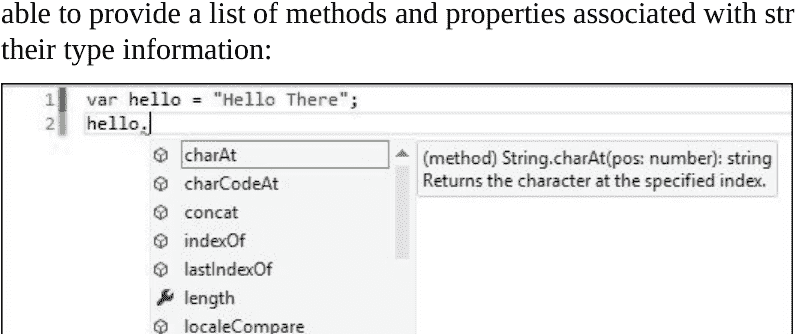 able to provide a list of methods and properties associated with str
their type information:
1 var hello = "Hello There";
2 hello.
charAt
(method) String.charAt(pos: number): string
charCodeAt
Returns the character at the specified index.
concat
indexOf
lastIndexOf
length
localeCompare